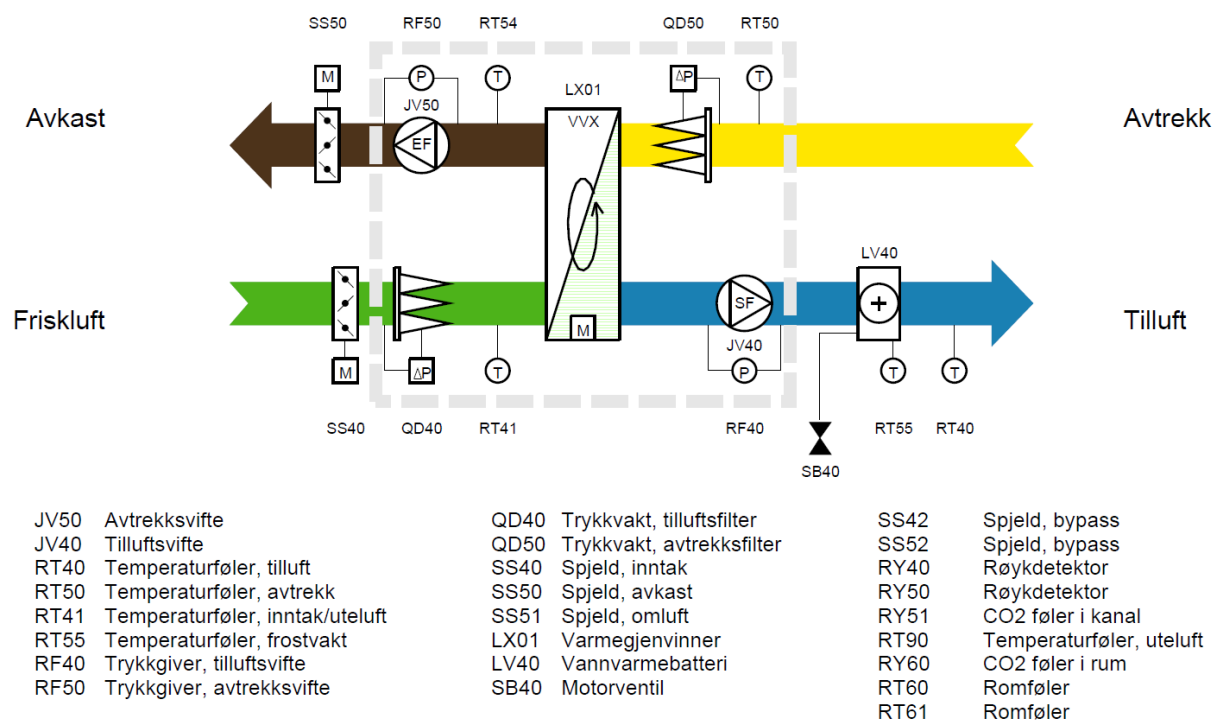 SS50 RF50 RT54 QD50 RT50
M P T ΔP T
LX01
Avkast JV50 VVX Avtrekk
EF
LV40
Friskluft SF + Tilluft
M JV40
M ΔP T P T T
SS40 QD40 RT41 RF40 RT55 RT40
SB40
JV50 Avtrekksvifte
JV40 Tilluftsvifte
RT40 Temperaturføler, tilluft
RT50 Temperaturføler, avtrekk
RT41 Temperaturføler, inntak/uteluft
RT55 Temperaturføler, frostvakt
RF40 Trykkgiver, tilluftsvifte
RF50 Trykkgiver, avtrekksvifte
QD40 Trykkvakt, tilluftsfilter
QD50 Trykkvakt, avtrekksfilter
SS40 Spjeld, inntak
SS50 Spjeld, avkast
SS51 Spjeld, omluft
LX01 Varmegjenvinner
LV40 Vannvarmebatteri
SB40 Motorventil
SS42 Spjeld, bypass
SS52 Spjeld, bypass
RY40 Røykdetektor
RY50 Røykdetektor
RY51 CO2 føler i kanal
RT90 Temperaturføler, uteluft
RY60 CO2 føler i rum
RT60 Romføler
RT61 Romføler